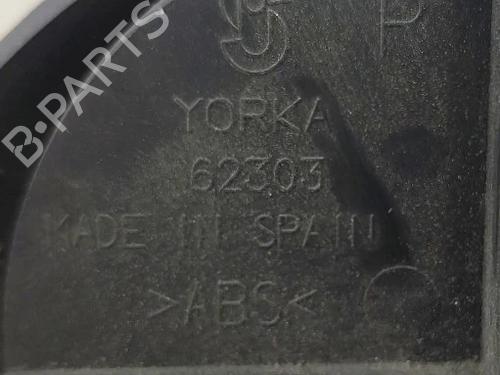 P
YORKA
62303
MADE IN SPAIN
>ABS<
B-PARTS